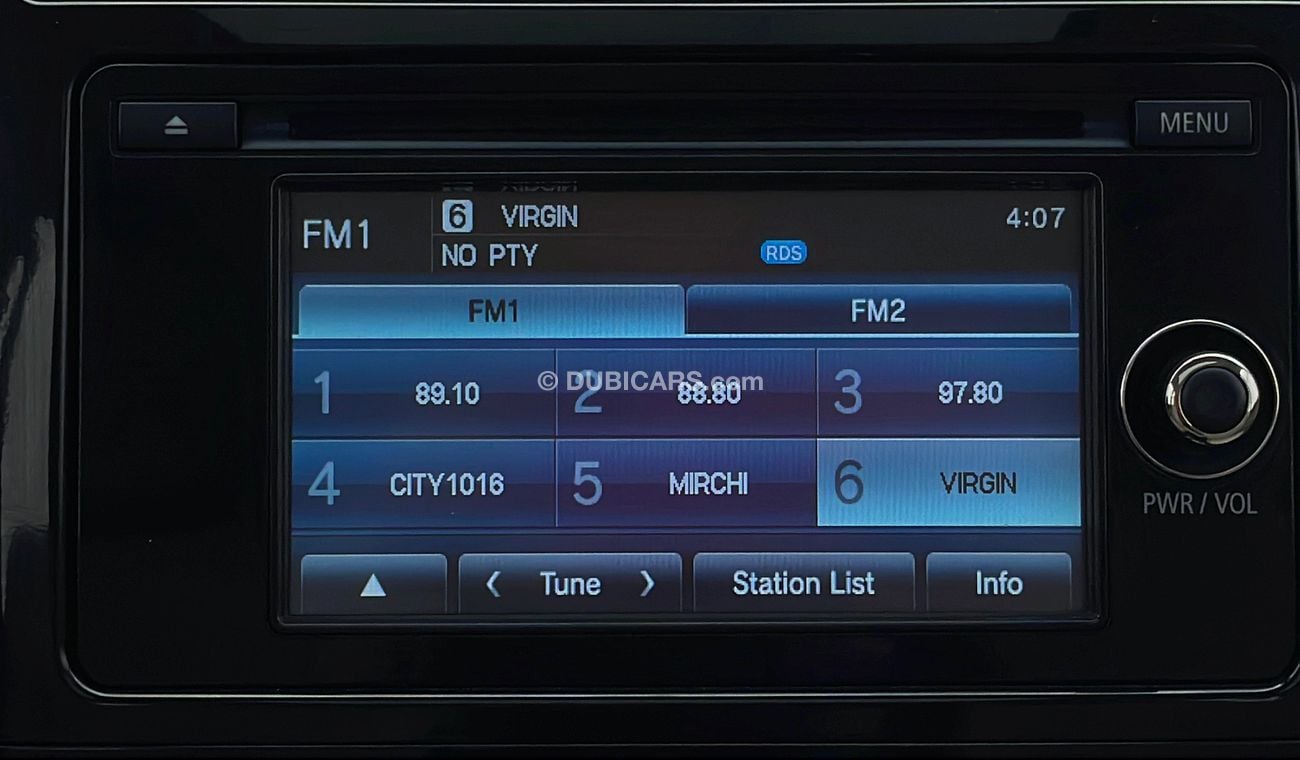 MENU
6 VIRGIN
FM1
4:07
NO PTY
RDS
FM1 FM2
1 89.10 2 88.80 3 97.80
© DUBICARS.com
4 CITY1016 5 MIRCHI 6 VIRGIN
Tune Station List Info
PWR / VOL